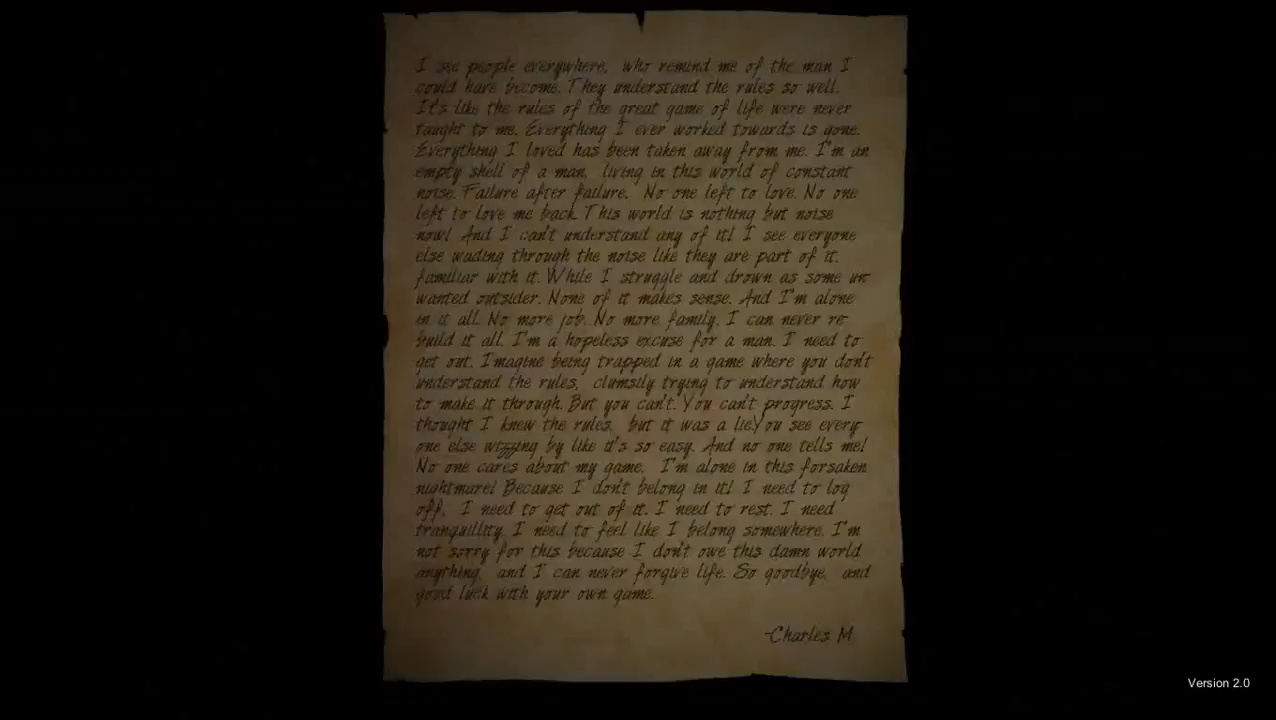 I see people everywhere, who remind me of the man I
could have become. They understand the rules so well.
It's like the rules of the great game of life were never
taught to me. Everything I ever worked towards is gone.
Everything I loved has been taken away from me. I'm an
empty shell of a man, living in this world of constant
noise. Failure after failure. No one left to love. No one
left to love me back. This world is nothing but noise
now! And I can't understand any of it! I see everyone
else wading through the noise like they are part of it,
familiar with it. While I struggle and drown as some un-
wanted outsider. None of it makes sense. And I'm alone
in it all. No more job. No more family. I can never re-
build it all. I'm a hopeless excuse for a man. I need to
get out. Imagine being trapped in a game where you don't
understand the rules, clumsily trying to understand how
to make it through. But you can't. You can't progress. I
thought I knew the rules, but it was a lie.You see every-
one else wizzing by like it's so easy. And no one tells me!
No one cares about my game. I'm alone in this forsaken
nightmare! Because I don't belong in it! I need to log
off, I need to get out of it. I need to rest. I need
tranquillity. I need to feel like I belong somewhere. I'm
not sorry for this because I don't owe this damn world
anything, and I can never forgive life. So goodbye, and
good luck with your own game.
-Charles M.
Version 2.0